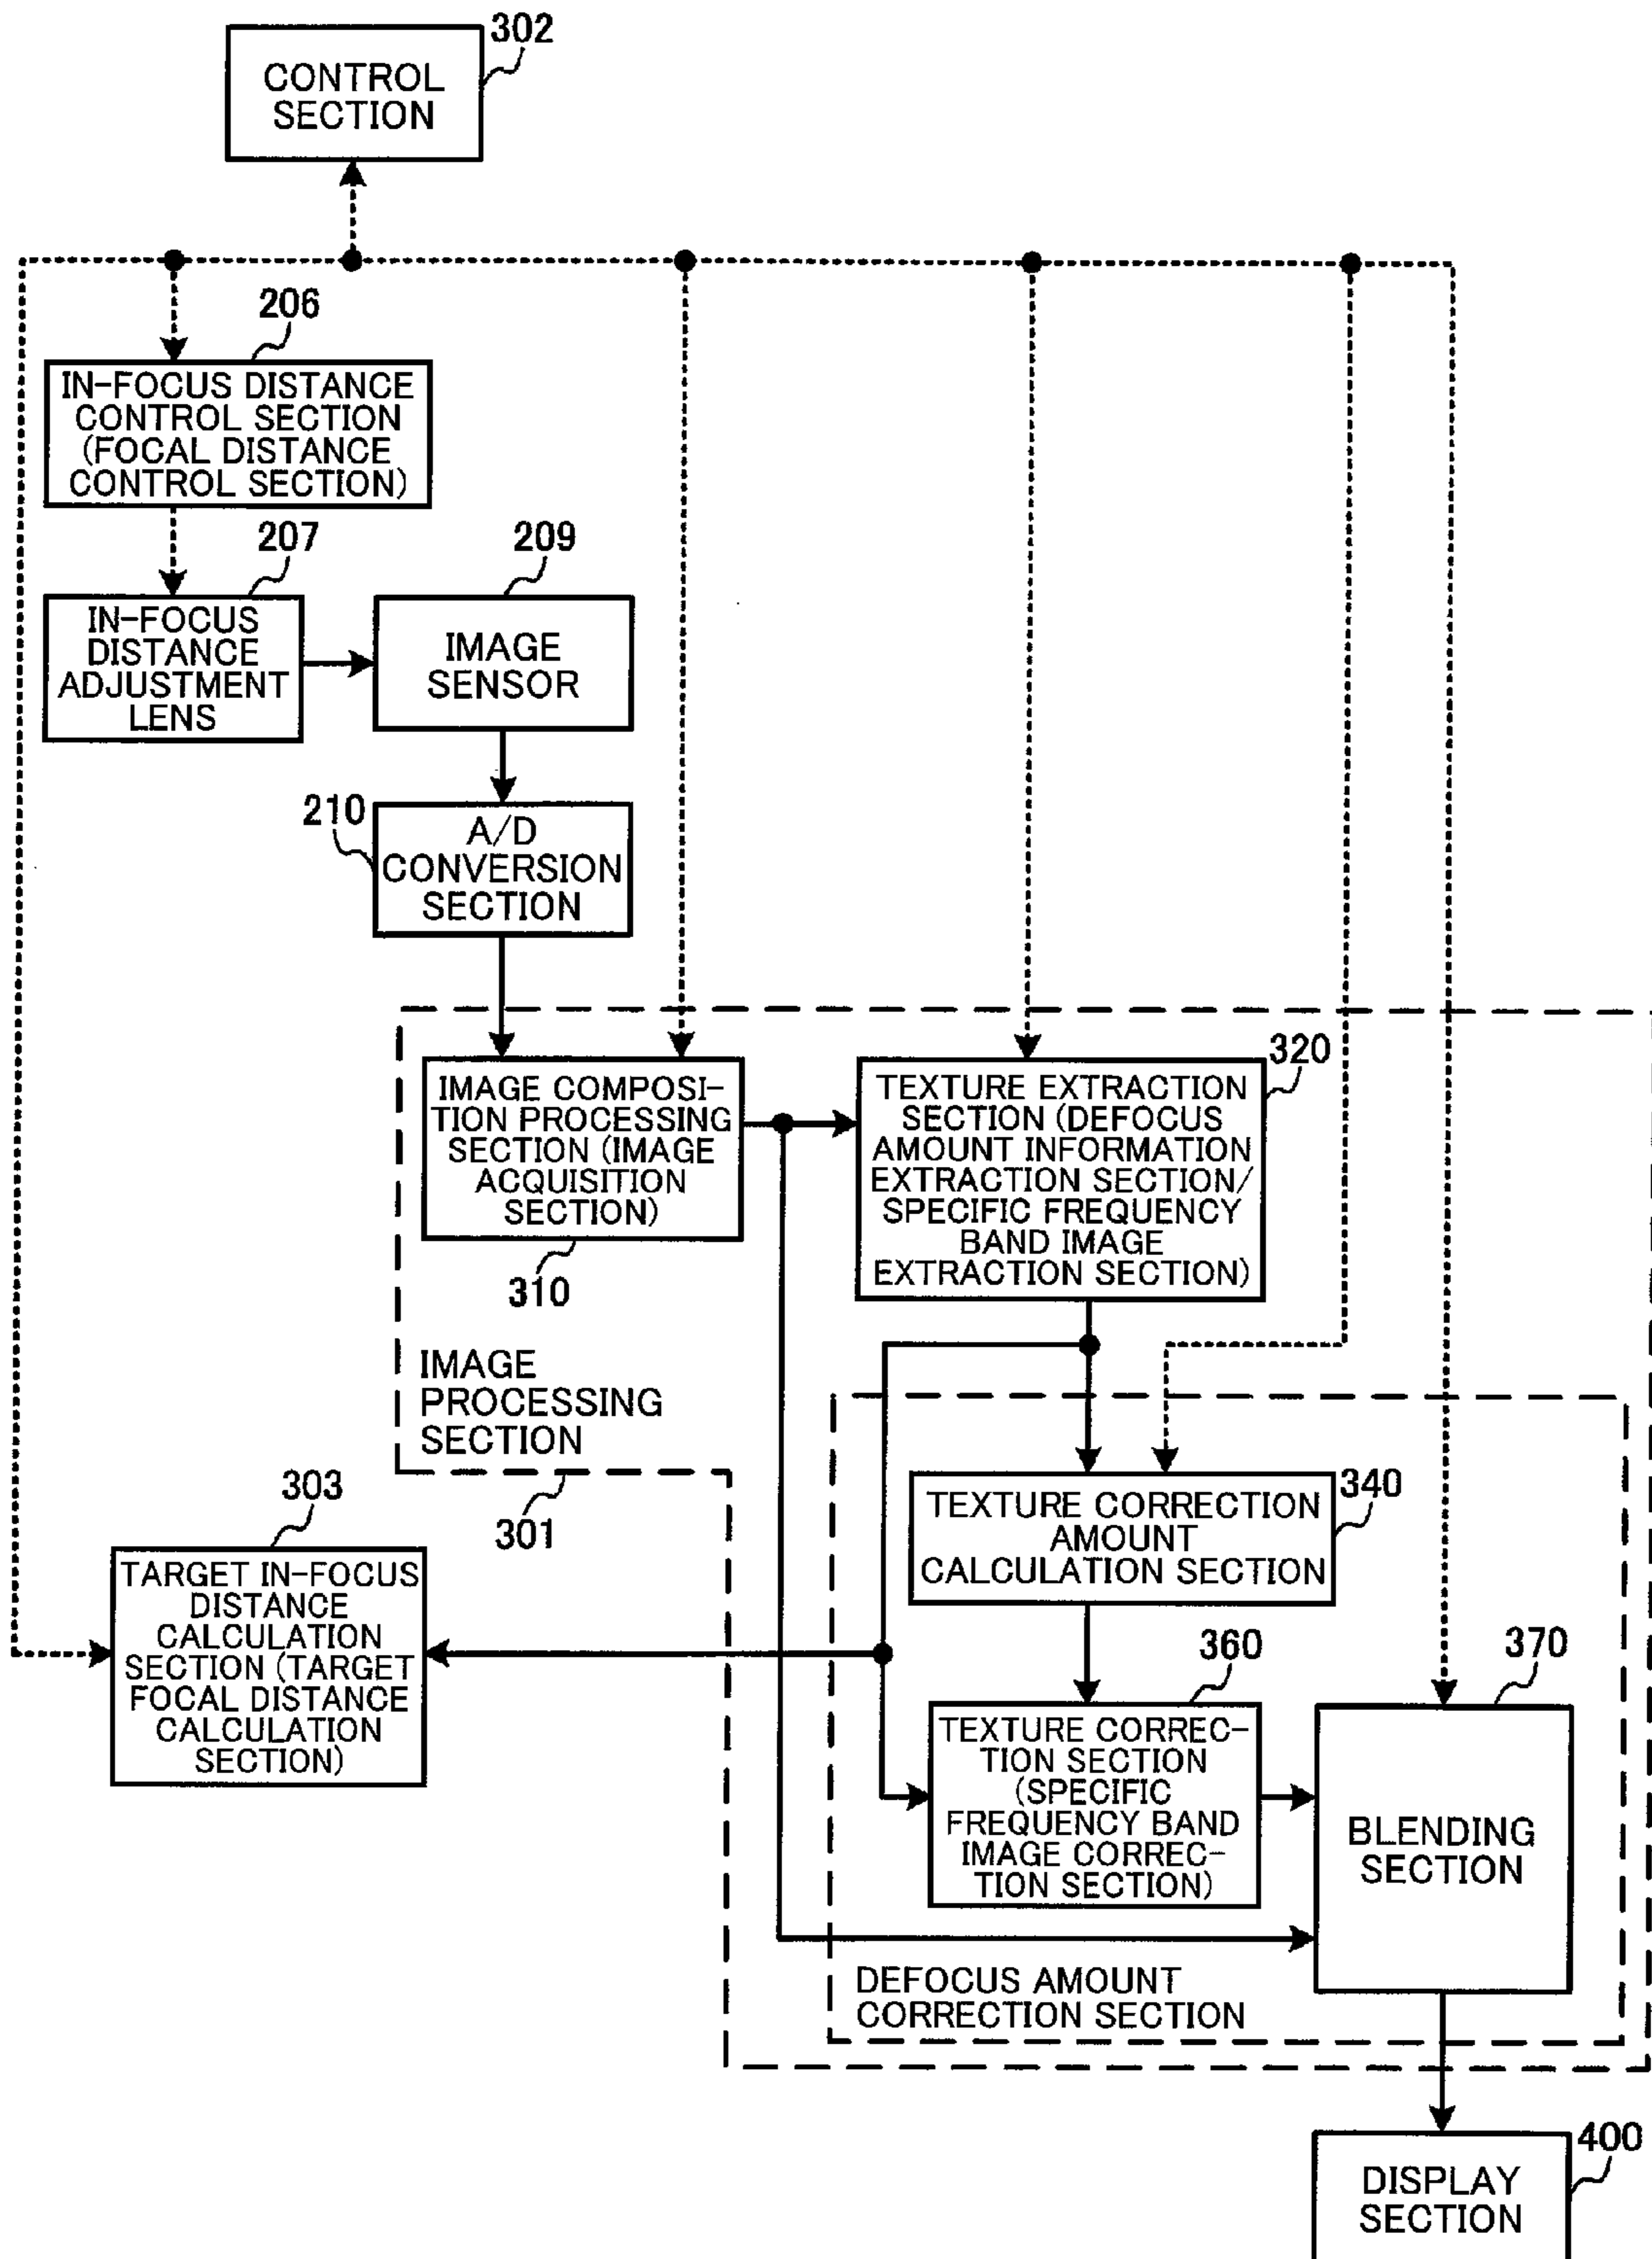 302
CONTROL
SECTION
206
IN-FOCUS DISTANCE
CONTROL SECTION
(FOCAL DISTANCE
CONTROL SECTION)
207
IN-FOCUS
DISTANCE
ADJUSTMENT
LENS
209
IMAGE
SENSOR
210
A/D
CONVERSION
SECTION
IMAGE COMPOSI-
TION PROCESSING
SECTION (IMAGE
ACQUISITION
SECTION)
310
320
TEXTURE EXTRACTION
SECTION (DEFOCUS
AMOUNT INFORMATION
EXTRACTION SECTION/
SPECIFIC FREQUENCY
BAND IMAGE
EXTRACTION SECTION)
IMAGE
PROCESSING
SECTION
301
303
TARGET IN-FOCUS
DISTANCE
CALCULATION
SECTION (TARGET
FOCAL DISTANCE
CALCULATION
SECTION)
340
TEXTURE CORRECTION
AMOUNT
CALCULATION SECTION
360
TEXTURE CORREC-
TION SECTION
(SPECIFIC
FREQUENCY BAND
IMAGE CORREC-
TION SECTION)
370
BLENDING
SECTION
DEFOCUS AMOUNT
CORRECTION SECTION
400
DISPLAY
SECTION